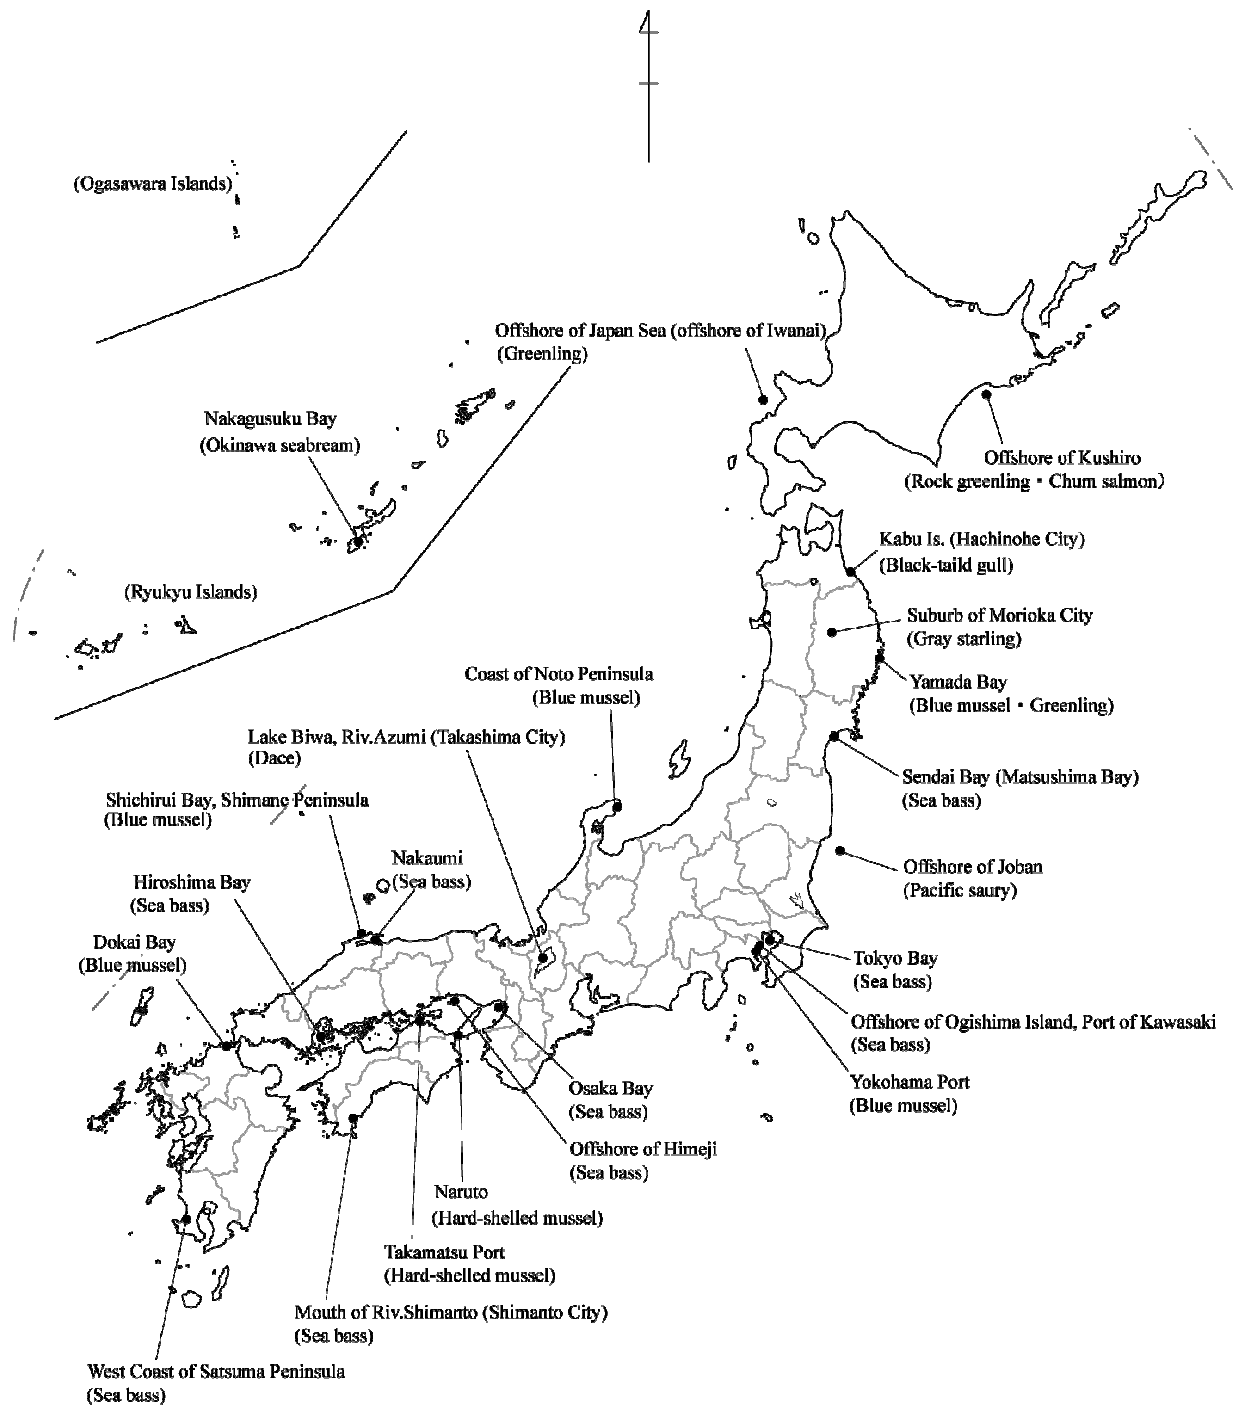 (Ogasawara Islands)
Offshore of Japan Sea (offshore of Iwanai)
(Greenling)
Nakagusuku Bay
(Okinawa seabream)
Offshore of Kushiro
(Rock greenling・Chum salmon)
Kabu Is. (Hachinohe City)
(Black-taild gull)
(Ryukyu Islands)
Suburb of Morioka City
(Gray starling)
Coast of Noto Peninsula
(Blue mussel)
Yamada Bay
(Blue mussel・Greenling)
Lake Biwa, Riv.Azumi (Takashima City)
(Dace)
Sendai Bay (Matsushima Bay)
(Sea bass)
Shichirui Bay, Shimane Peninsula
(Blue mussel)
Nakaumi
(Sea bass)
Offshore of Joban
(Pacific saury)
Hiroshima Bay
(Sea bass)
Dokai Bay
(Blue mussel)
Tokyo Bay
(Sea bass)
Offshore of Ogishima Island, Port of Kawasaki
(Sea bass)
Yokohama Port
(Blue mussel)
Osaka Bay
(Sea bass)
Offshore of Himeji
(Sea bass)
Naruto
(Hard-shelled mussel)
Takamatsu Port
(Hard-shelled mussel)
Mouth of Riv.Shimanto (Shimanto City)
(Sea bass)
West Coast of Satsuma Peninsula
(Sea bass)